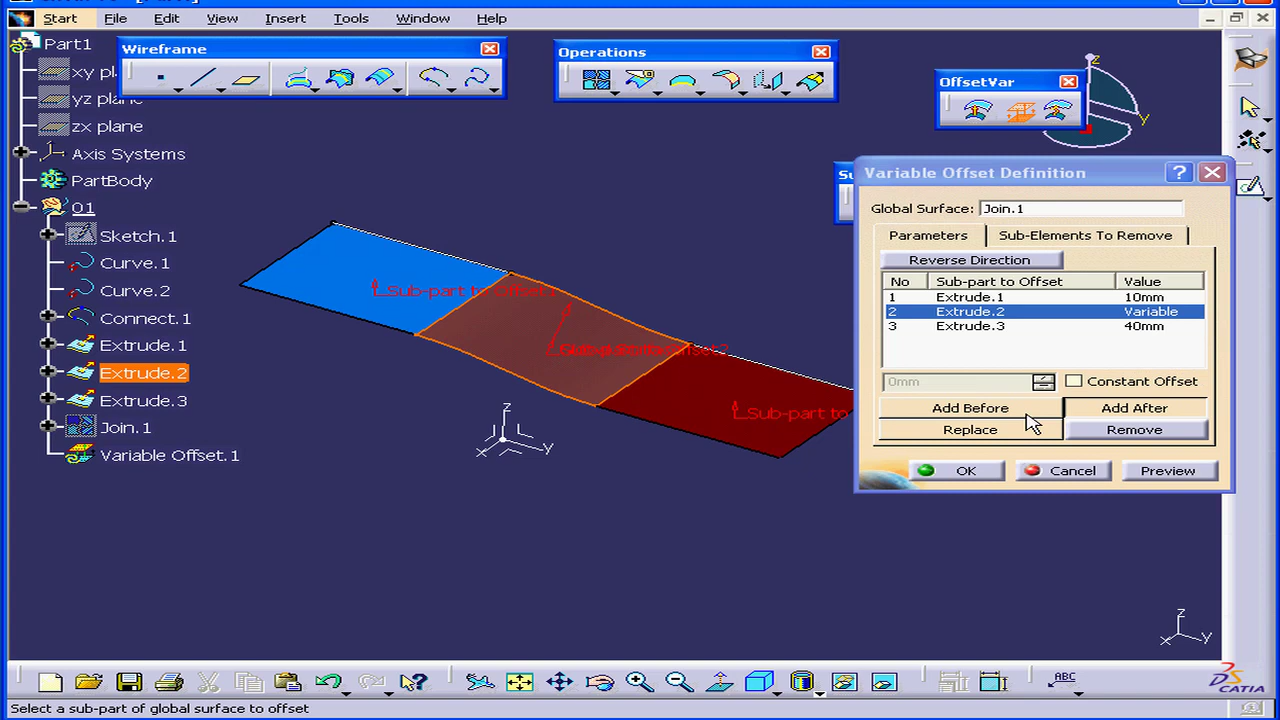 Start File Edit View Insert Tools Window Help
Part1
Wireframe
Operations
xy pl
yz plane
zx plane
OffsetVar
z
y
Axis Systems
PartBody
01
Sketch.1
Curve.1
Curve.2
Connect.1
Extrude.1
Extrude.2
Extrude.3
Join.1
Variable Offset.1
Sub-part to Offset1
Sub-part to
z
x
y
Su
Variable Offset Definition
?
Global Surface: Join.1
Parameters Sub-Elements To Remove
Reverse Direction
No Sub-part to Offset Value
1 Extrude.1 10mm
2 Extrude.2 Variable
3 Extrude.3 40mm
0mm Constant Offset
Add Before Add After
Replace Remove
OK Cancel Preview
z
x
y
ABC
CATIA
Select a sub-part of global surface to offset